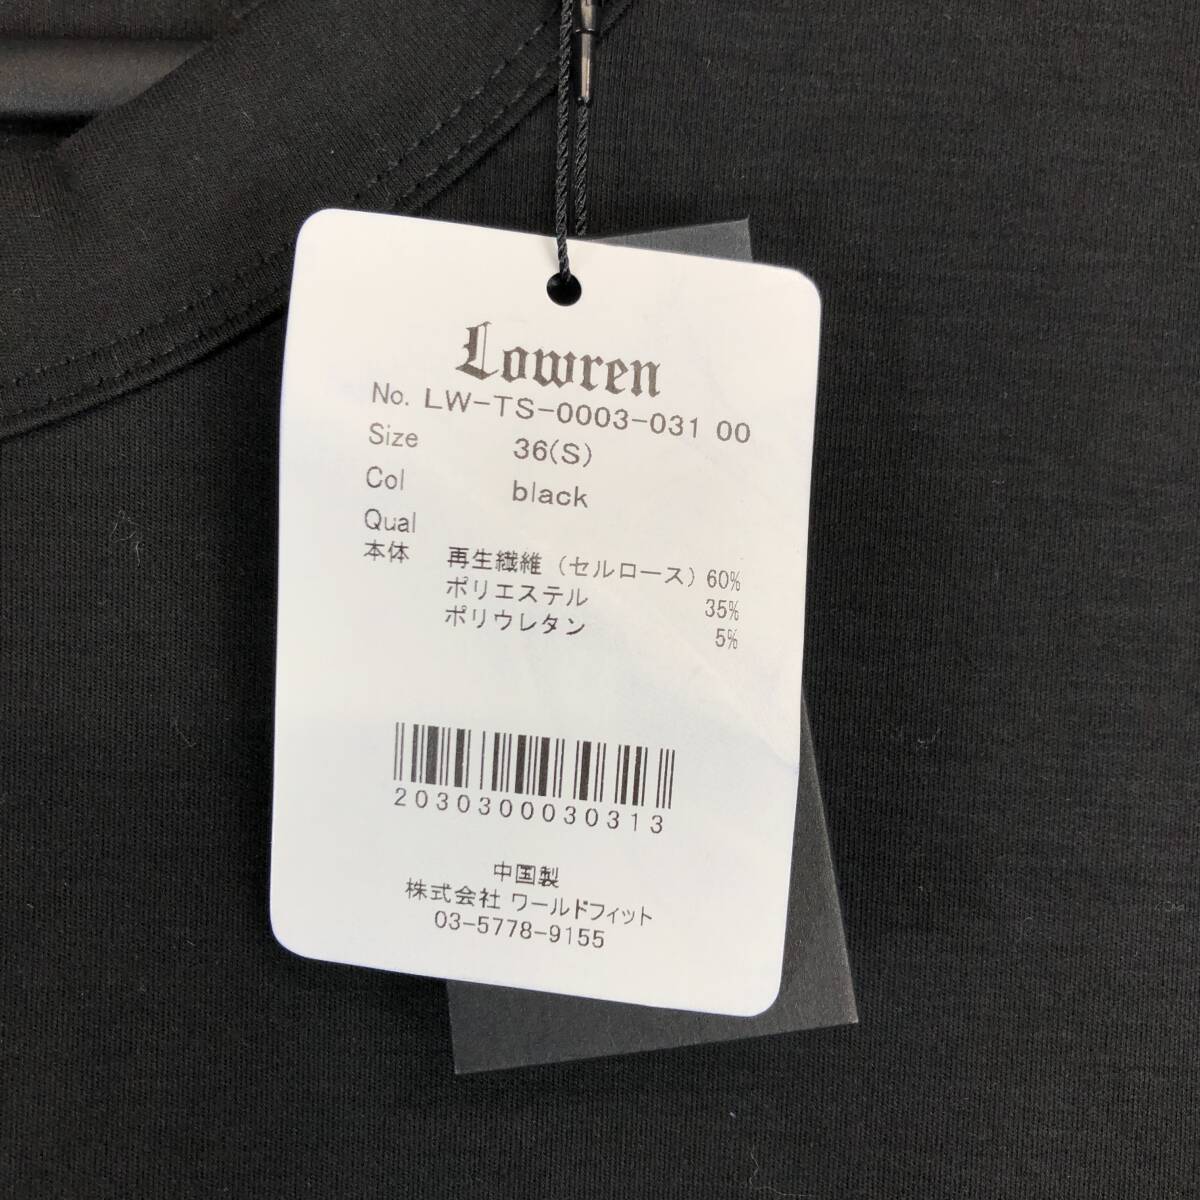 Lowren
No. LW-TS-0003-031 00
Size 36(S)
Col black
Qual
本体 再生繊維（セルロース）60%
ポリエステル 35%
ポリウレタン 5%
2030300030313
中国製
株式会社 ワールドフィット
03-5778-9155